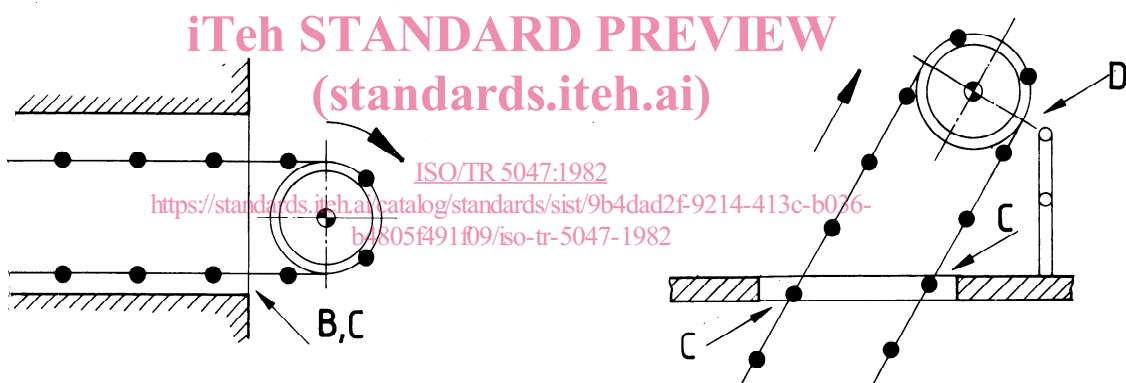 iTeh STANDARD PREVIEW
(standards.iteh.ai)
D
ISO/TR 5047:1982
https://standards.iteh.ai/catalog/standards/sist/9b4dad2f-9214-413c-b036-
b4805f491f09/iso-tr-5047-1982
C
B,C
C